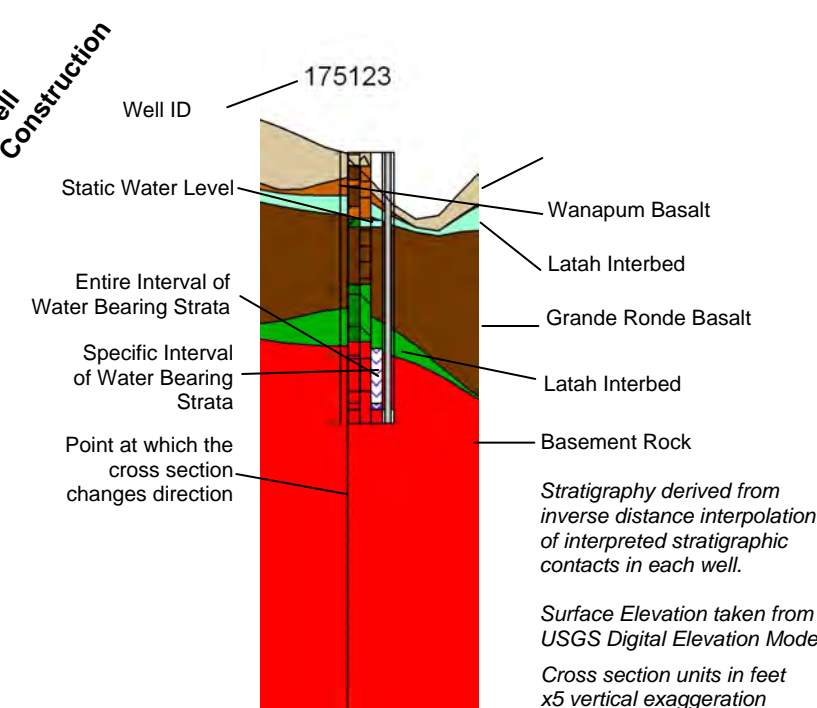 Construction
175123
Well ID
Static Water Level
Entire Interval of
Water Bearing Strata
Specific Interval
of Water Bearing
Strata
Point at which the
cross section
changes direction
Wanapum Basalt
Latah Interbed
Grande Ronde Basalt
Latah Interbed
Basement Rock
Stratigraphy derived from
inverse distance interpolation
of interpreted stratigraphic
contacts in each well.
Surface Elevation taken from
USGS Digital Elevation Mode
Cross section units in feet
x5 vertical exaggeration